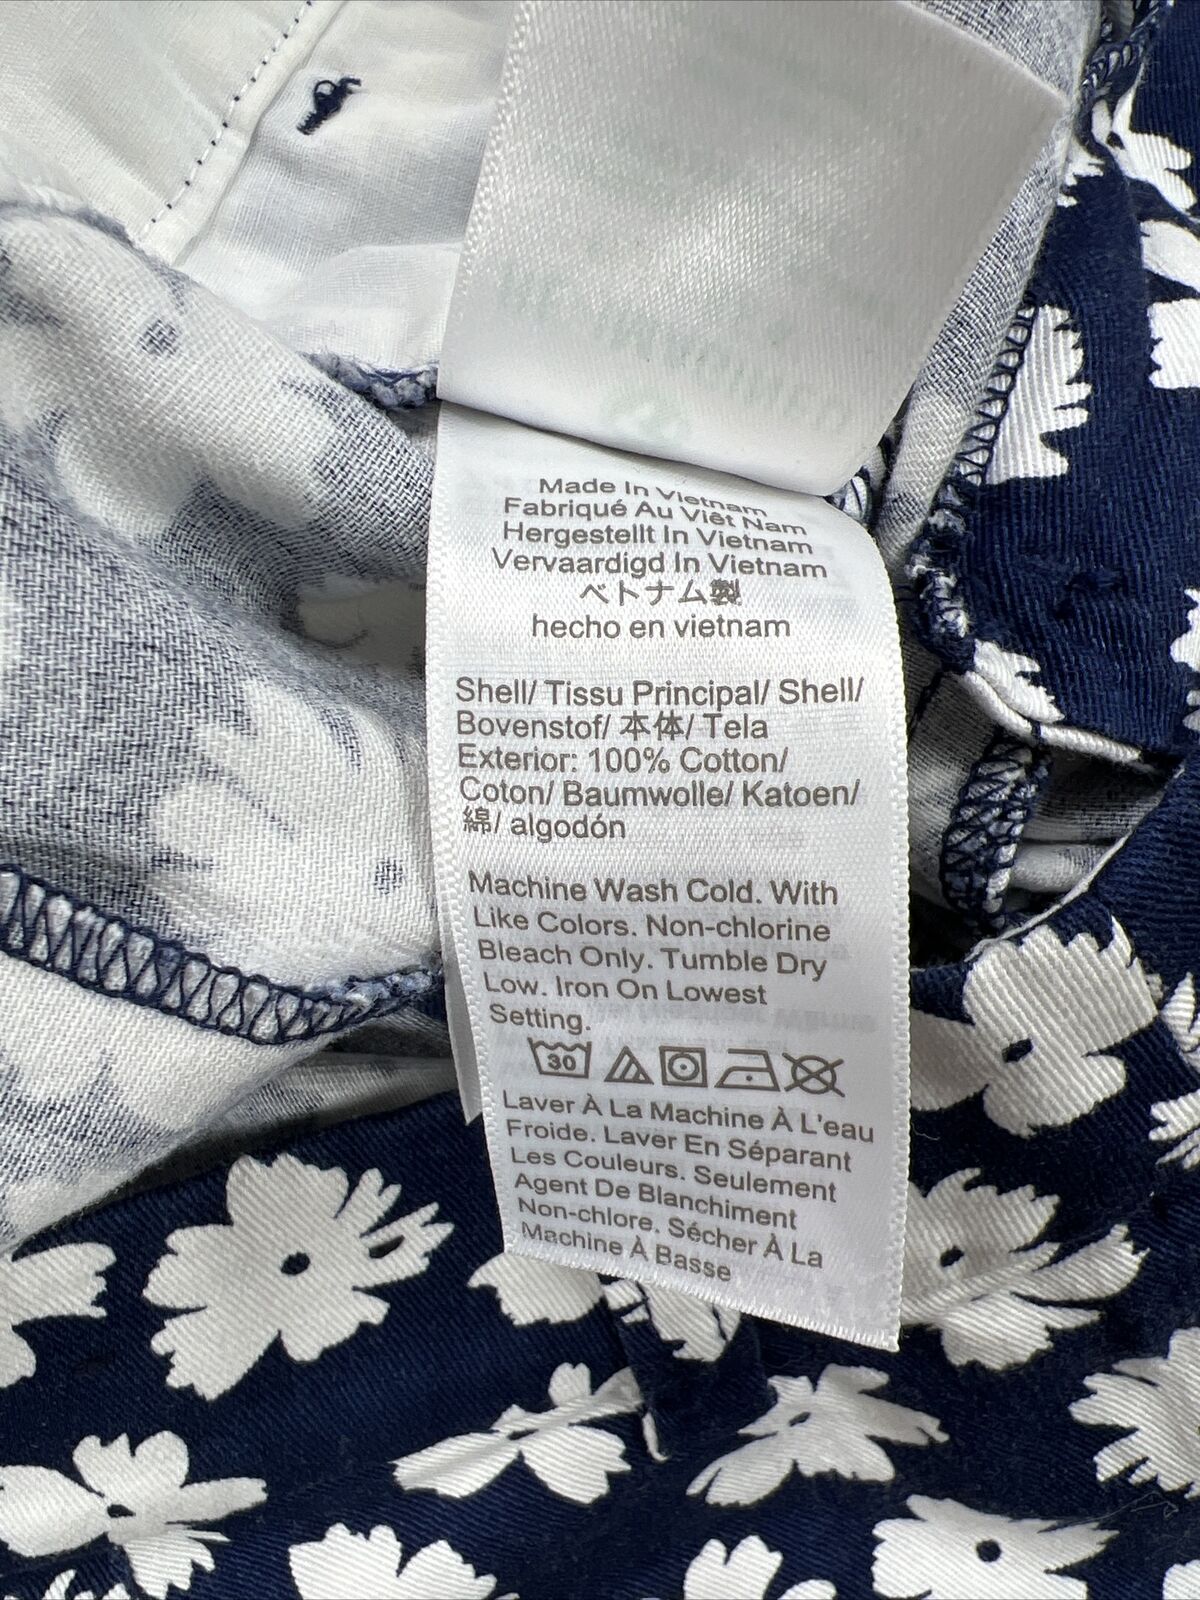 Made In Vietnam
Fabriqué Au Viêt Nam
Hergestellt In Vietnam
Vervaardigd In Vietnam
ベトナム製
hecho en vietnam
Shell/ Tissu Principal/ Shell/
Bovenstof/ 本体/ Tela
Exterior: 100% Cotton/
Coton/ Baumwolle/ Katoen/
綿/ algodón
Machine Wash Cold. With
Like Colors. Non-chlorine
Bleach Only. Tumble Dry
Low. Iron On Lowest
Setting.
30
Laver À La Machine À L'eau
Froide. Laver En Séparant
Les Couleurs. Seulement
Agent De Blanchiment
Non-chlore. Sécher À La
Machine À Basse